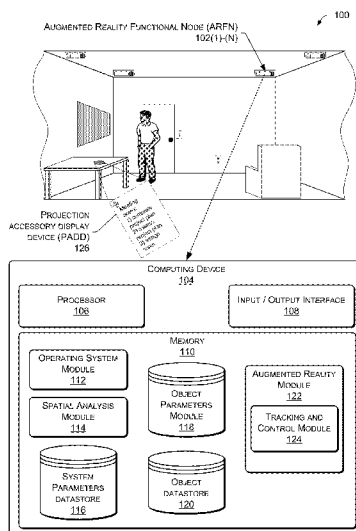 100
AUGMENTED REALITY FUNCTIONAL NODE (ARFN)
102(1)-(N)
PROJECTION
ACCESSORY DISPLAY
DEVICE (PADD)
126
Meeting
COMPUTING DEVICE
104
PROCESSOR
106
INPUT / OUTPUT INTERFACE
108
MEMORY
110
OPERATING SYSTEM
MODULE
112
SPATIAL ANALYSIS
MODULE
114
SYSTEM
PARAMETERS
DATASTORE
116
OBJECT
PARAMETERS
MODULE
118
OBJECT
DATASTORE
120
AUGMENTED REALITY
MODULE
122
TRACKING AND
CONTROL MODULE
124